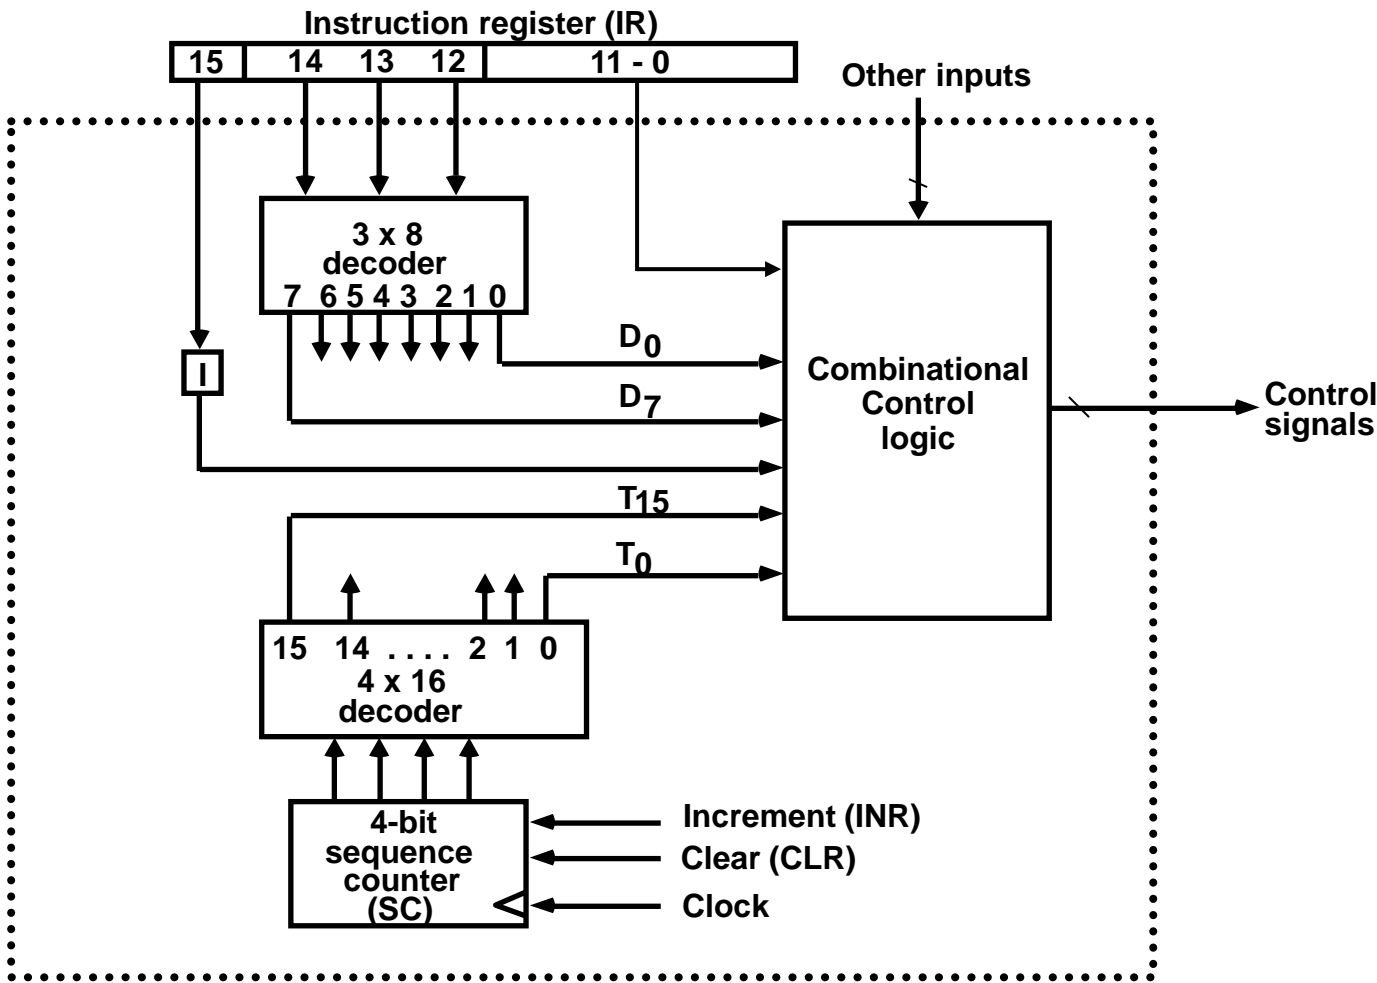 Instruction register (IR)
15 14 13 12 11 - 0
Other inputs
3 x 8
decoder
7 6 5 4 3 2 1 0
D0
I
D7
Combinational
Control
logic
Control
signals
T15
T0
15 14 . . . . 2 1 0
4 x 16
decoder
4-bit
sequence
counter
(SC)
Increment (INR)
Clear (CLR)
Clock